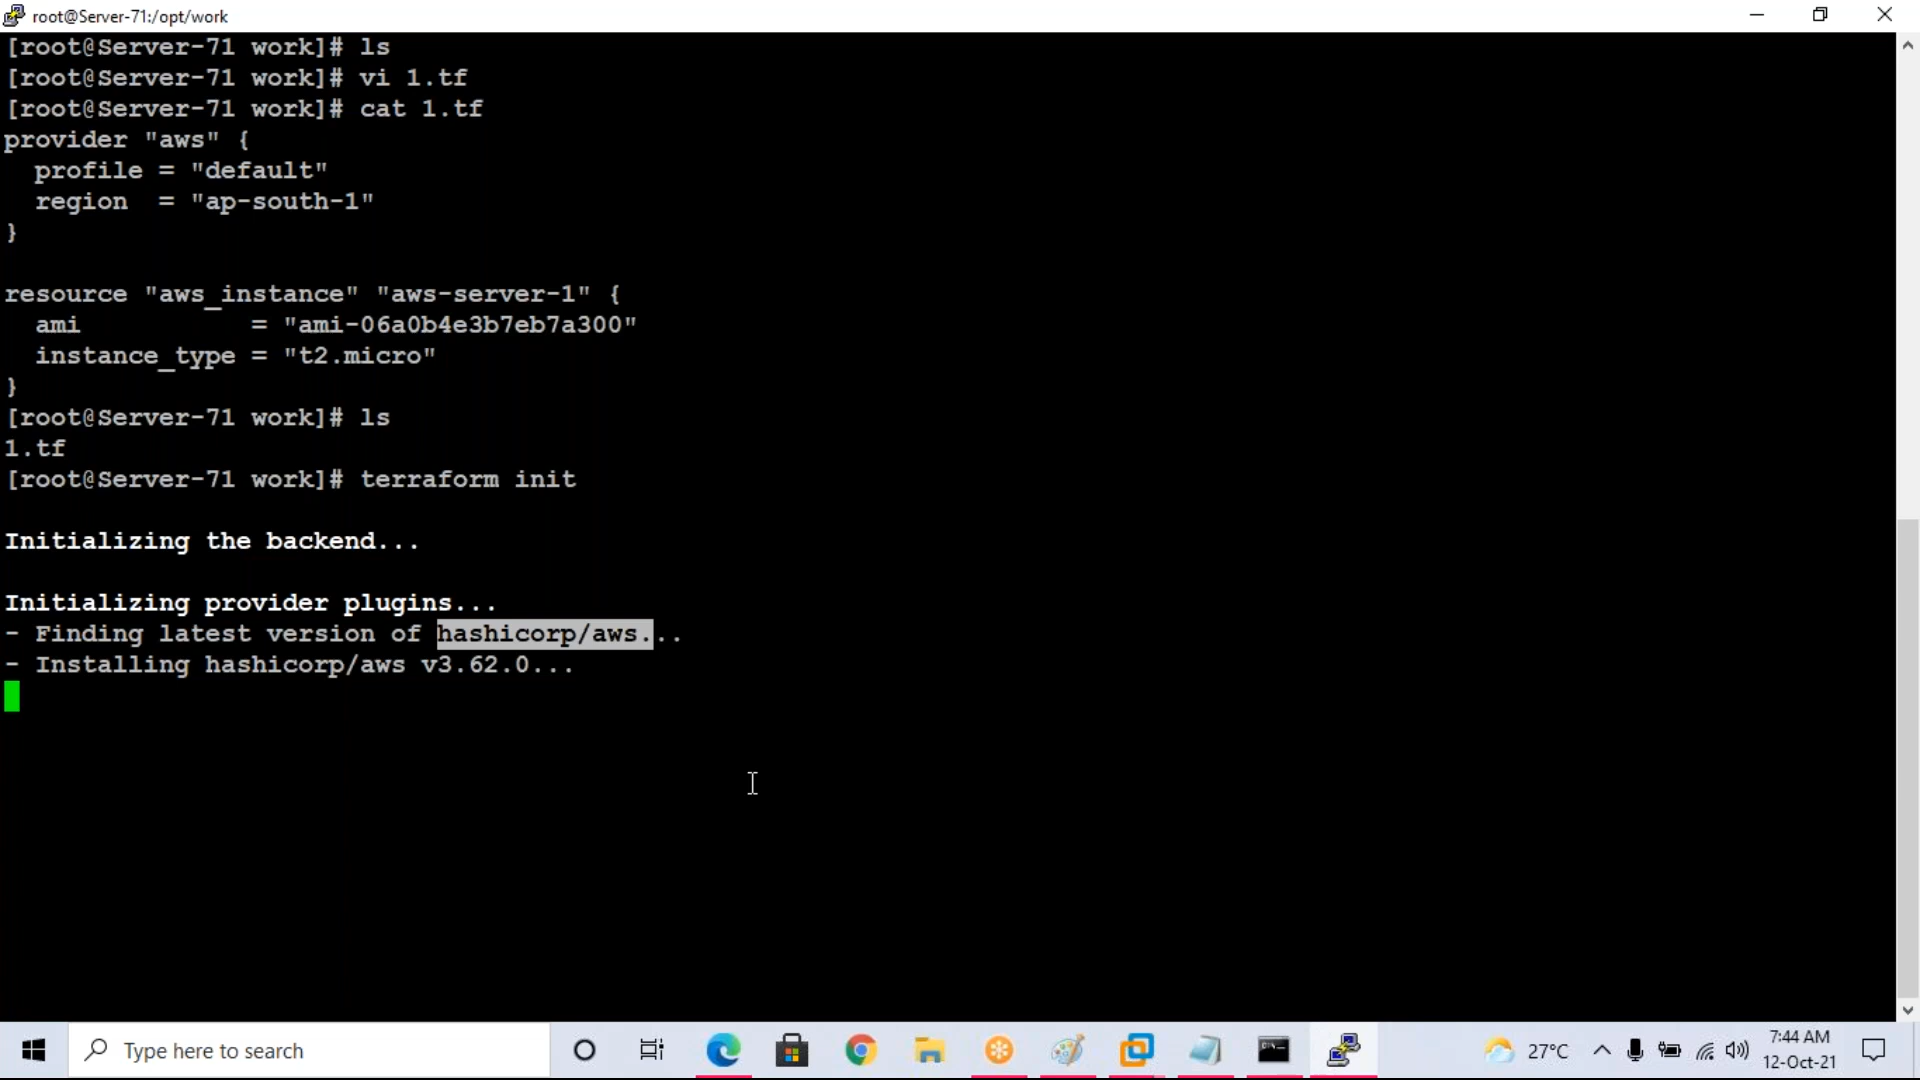 root@Server-71:/opt/work
[root@Server-71 work]# ls
[root@Server-71 work]# vi 1.tf
[root@Server-71 work]# cat 1.tf
provider "aws" {
  profile = "default"
  region  = "ap-south-1"
}
resource "aws_instance" "aws-server-1" {
  ami           = "ami-06a0b4e3b7eb7a300"
  instance_type = "t2.micro"
}
[root@Server-71 work]# ls
1.tf
[root@Server-71 work]# terraform init
Initializing the backend...
Initializing provider plugins...
- Finding latest version of hashicorp/aws...
- Installing hashicorp/aws v3.62.0...
Type here to search
27°C
7:44 AM
12-Oct-21